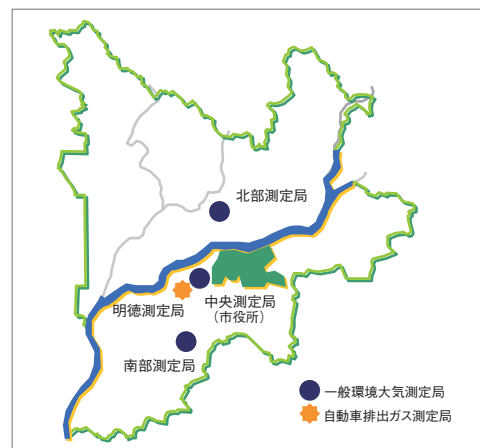 北部測定局
中央測定局
(市役所)
明徳測定局
南部測定局
一般環境大気測定局
自動車排出ガス測定局